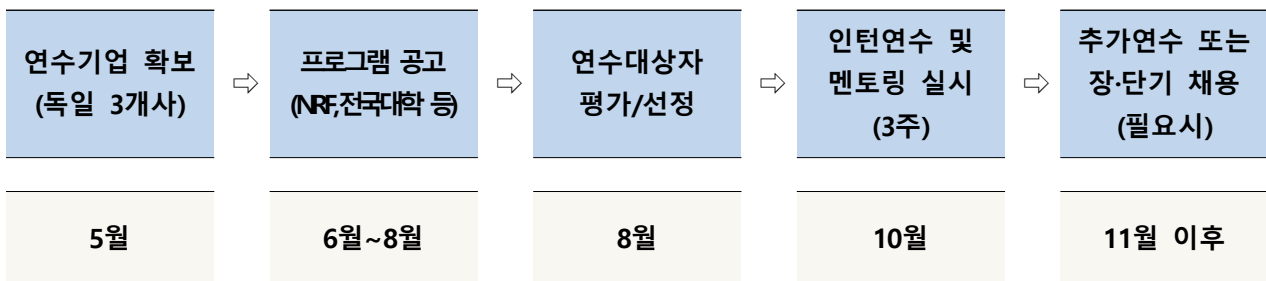 연수기업 확보
(독일 3개사)
⇨
프로그램 공고
(NRF,전국대학 등)
⇨
연수대상자
평가/선정
⇨
인턴연수 및
멘토링 실시
(3주)
⇨
추가연수 또는
장·단기 채용
(필요시)
5월
6월~8월
8월
10월
11월 이후